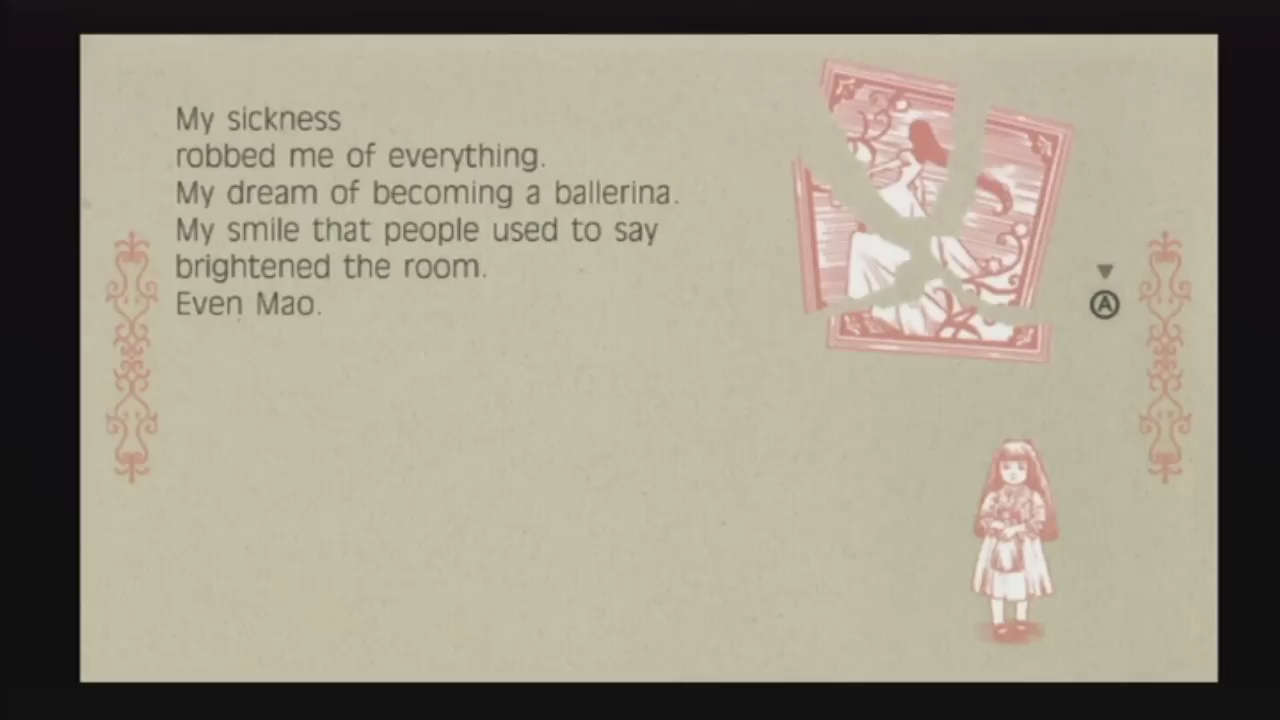 My sickness
robbed me of everything.
My dream of becoming a ballerina.
My smile that people used to say
brightened the room.
Even Mao.
A